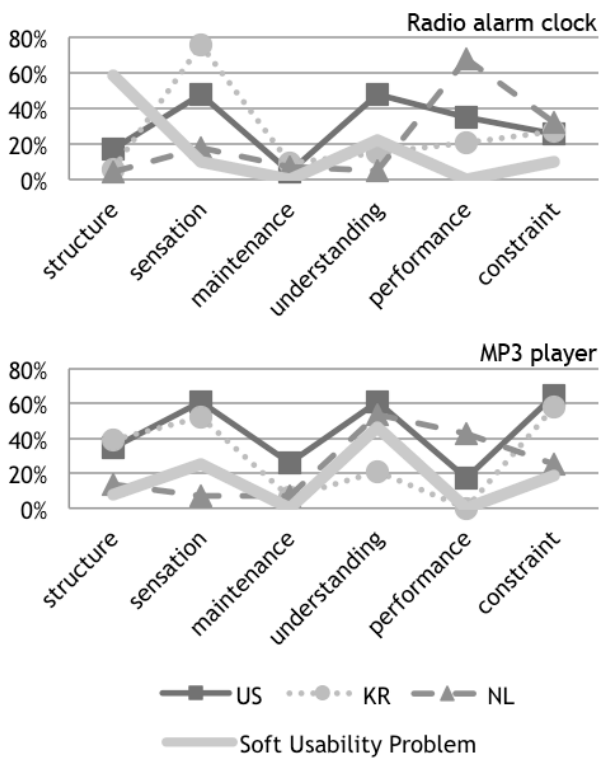 Radio alarm clock
80%
60%
40%
20%
0%
structure
sensation
maintenance
understanding
performance
constraint
MP3 player
80%
60%
40%
20%
0%
structure
sensation
maintenance
understanding
performance
constraint
US KR NL
Soft Usability Problem